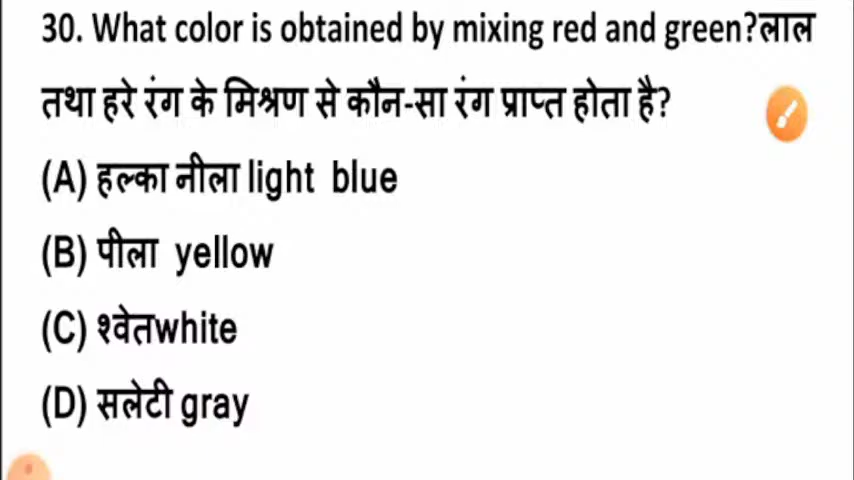 30. What color is obtained by mixing red and green?लाल
तथा हरे रंग के मिश्रण से कौन-सा रंग प्राप्त होता है?
(A) हल्का नीला light blue
(B) पीला yellow
(C) श्वेतwhite
(D) सलेटी gray